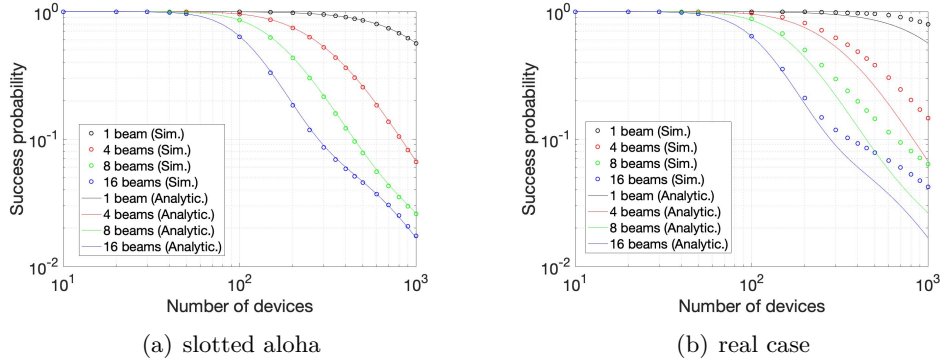 Success probability
10^0
10^-1
10^-2
1 beam (Sim.)
4 beams (Sim.)
8 beams (Sim.)
16 beams (Sim.)
1 beam (Analytic.)
4 beams (Analytic.)
8 beams (Analytic.)
16 beams (Analytic.)
10^1
10^2
10^3
Number of devices
(a) slotted aloha
Success probability
10^0
10^-1
10^-2
1 beam (Sim.)
4 beams (Sim.)
8 beams (Sim.)
16 beams (Sim.)
1 beam (Analytic.)
4 beams (Analytic.)
8 beams (Analytic.)
16 beams (Analytic.)
10^1
10^2
10^3
Number of devices
(b) real case